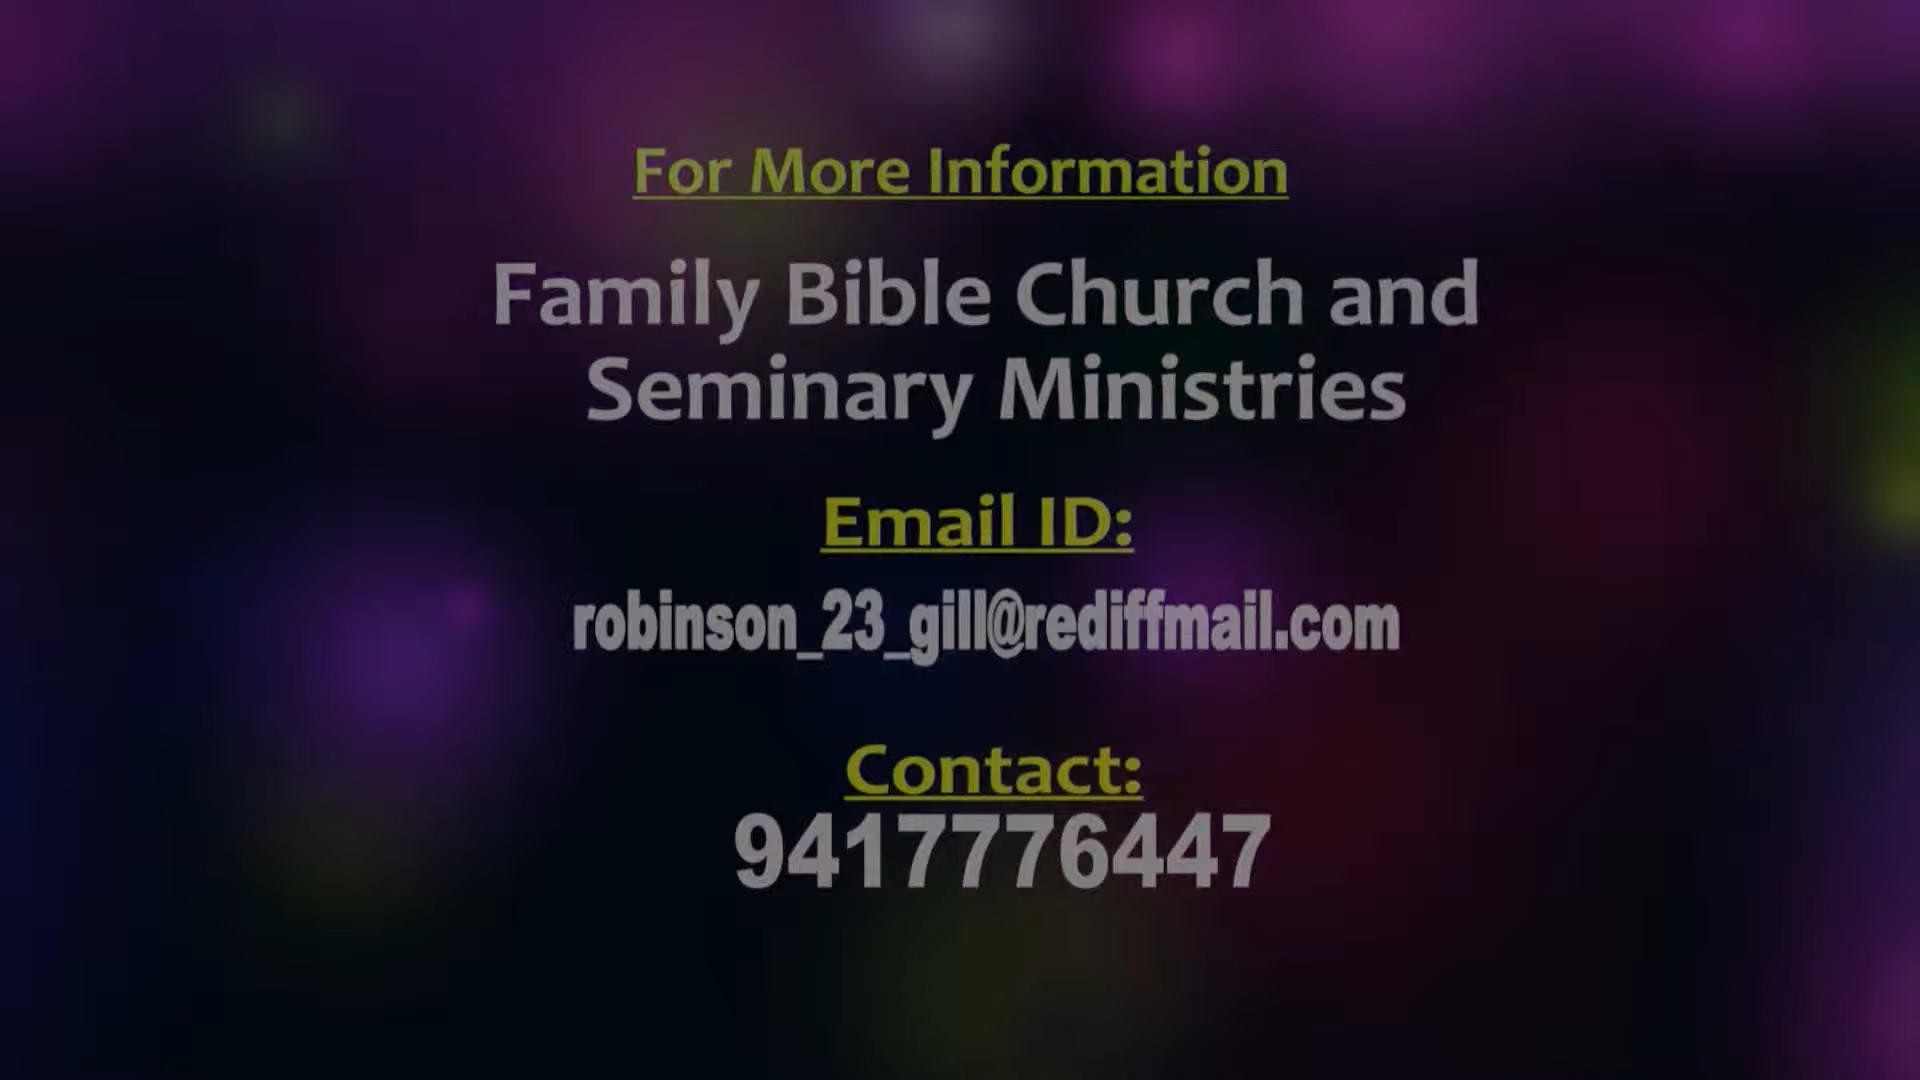 For More Information
Family Bible Church and
Seminary Ministries
Email ID:
robinson_23_gill@rediffmail.com
Contact:
9417776447